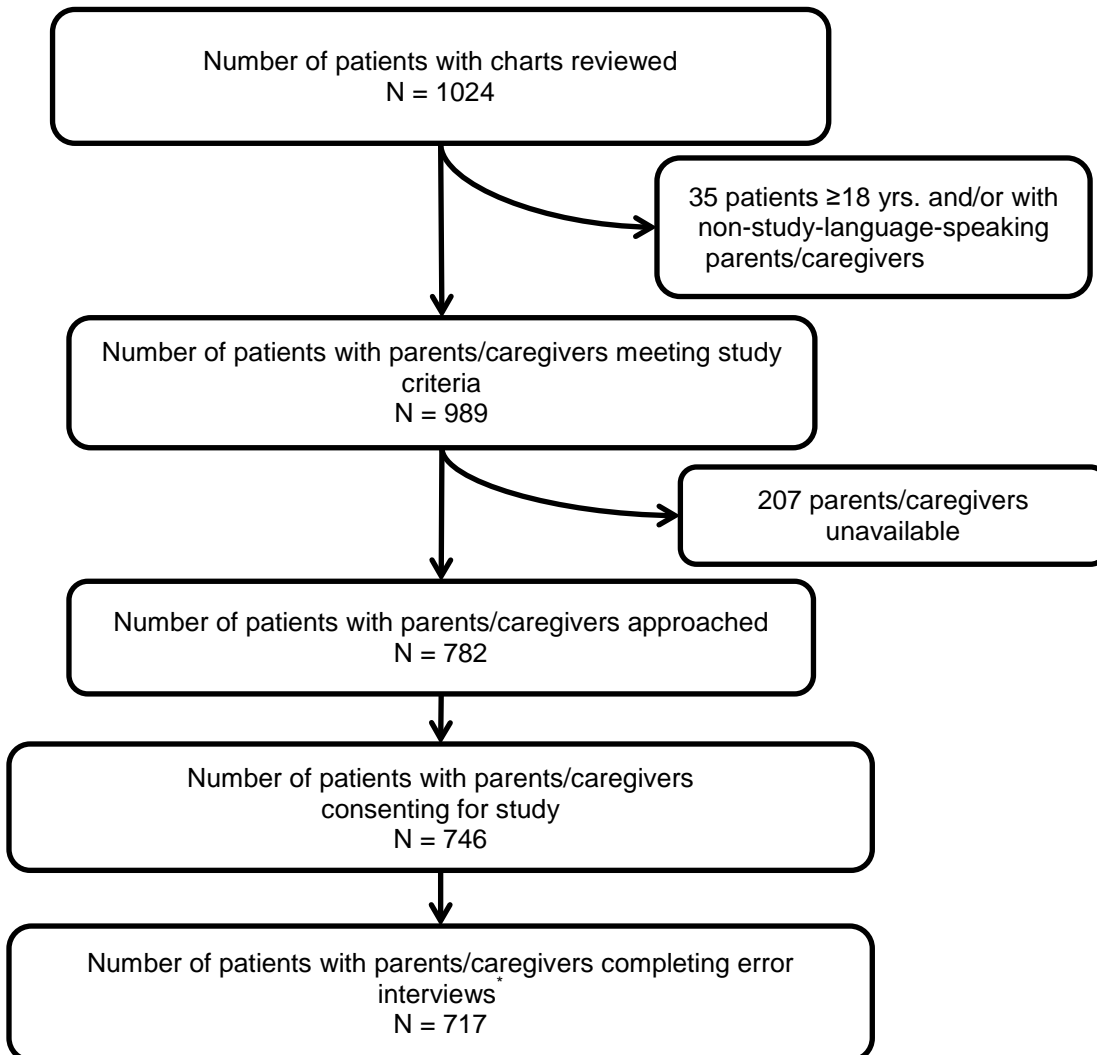 Number of patients with charts reviewed
N = 1024
35 patients ≥18 yrs. and/or with
non-study-language-speaking
parents/caregivers
Number of patients with parents/caregivers meeting study
criteria
N = 989
207 parents/caregivers
unavailable
Number of patients with parents/caregivers approached
N = 782
Number of patients with parents/caregivers
consenting for study
N = 746
Number of patients with parents/caregivers completing error
interviews*
N = 717